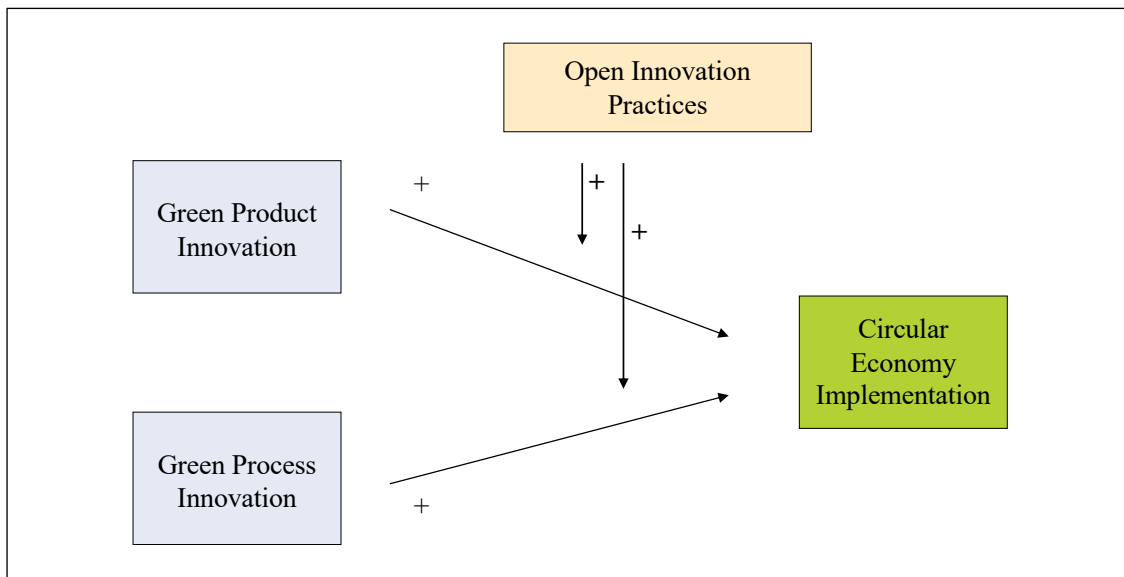 Open Innovation
Practices
+
+
+
Green Product
Innovation
Circular
Economy
Implementation
Green Process
Innovation
+